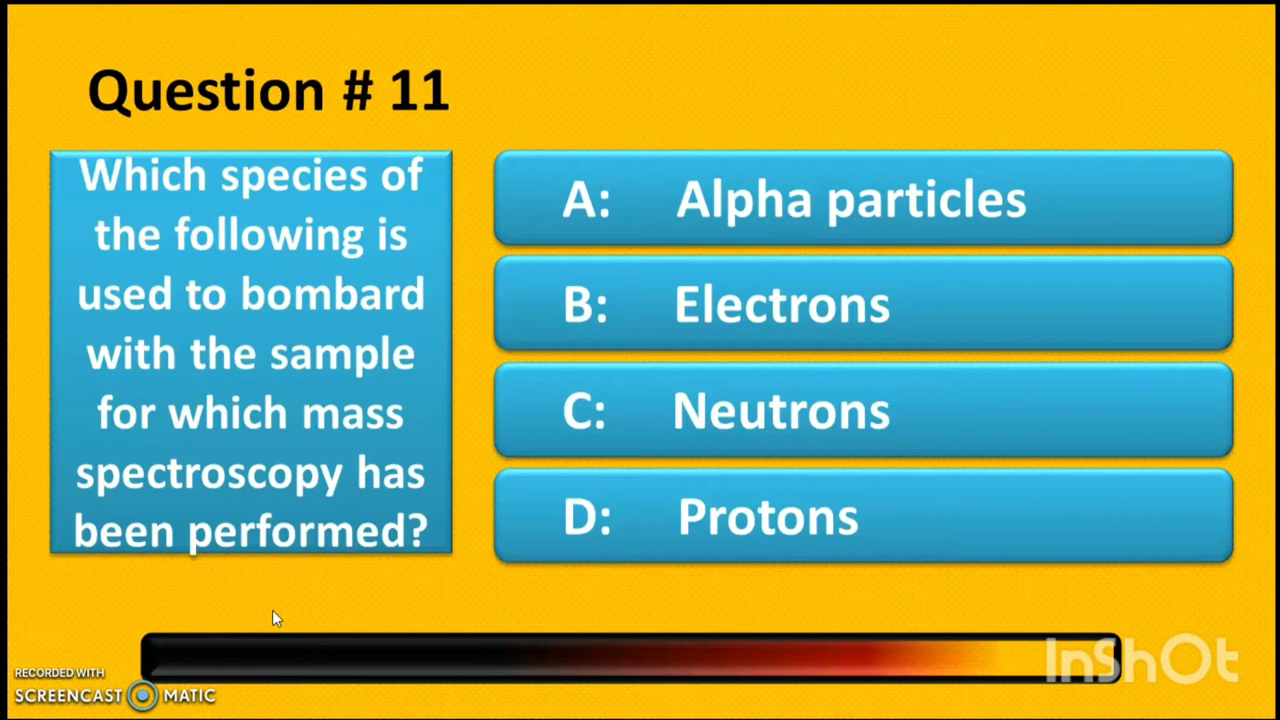 Question # 11
Which species of
the following is
used to bombard
with the sample
for which mass
spectroscopy has
been performed?
A: Alpha particles
B: Electrons
C: Neutrons
D: Protons
RECORDED WITH
SCREENCAST MATIC
InShOt